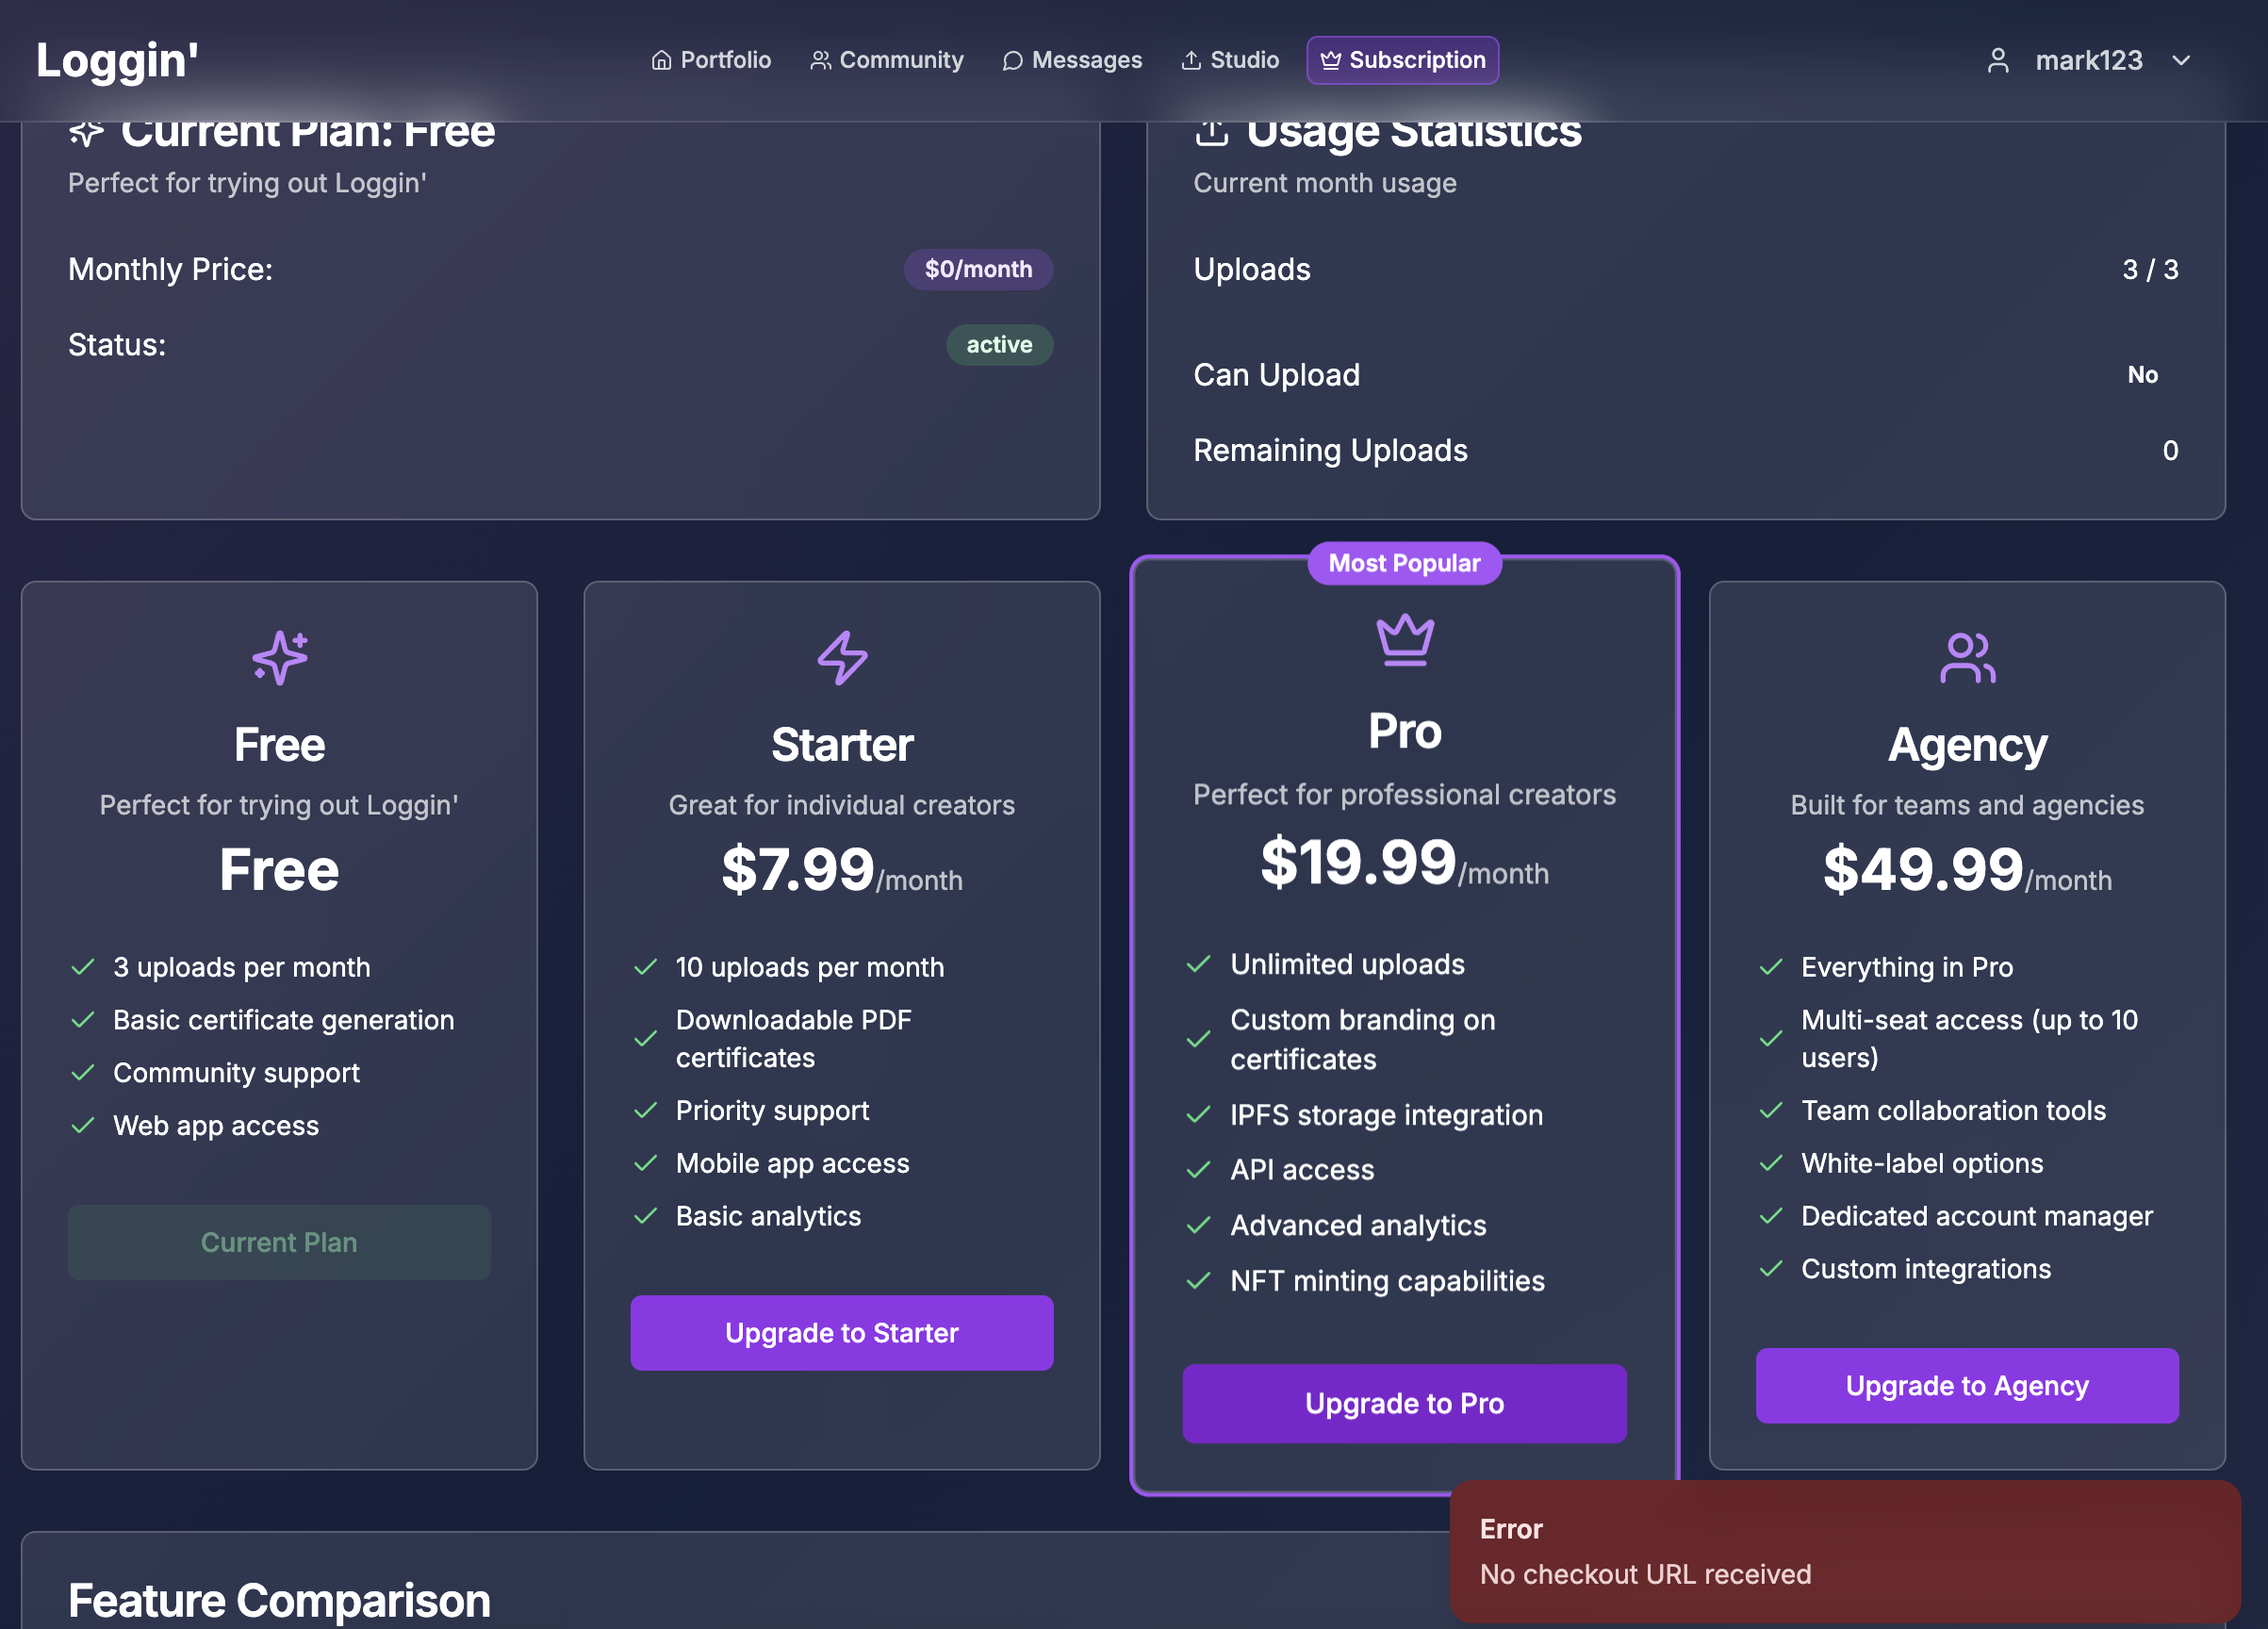 Loggin'
Portfolio
Community
Messages
Studio
Subscription
mark123
Current Plan: Free
Perfect for trying out Loggin'
Monthly Price:
$0/month
Status:
active
Usage Statistics
Current month usage
Uploads
3 / 3
Can Upload
No
Remaining Uploads
0
Free
Perfect for trying out Loggin'
Free
3 uploads per month
Basic certificate generation
Community support
Web app access
Current Plan
Starter
Great for individual creators
$7.99/month
10 uploads per month
Downloadable PDF
certificates
Priority support
Mobile app access
Basic analytics
Upgrade to Starter
Most Popular
Pro
Perfect for professional creators
$19.99/month
Unlimited uploads
Custom branding on
certificates
IPFS storage integration
API access
Advanced analytics
NFT minting capabilities
Upgrade to Pro
Agency
Built for teams and agencies
$49.99/month
Everything in Pro
Multi-seat access (up to 10
users)
Team collaboration tools
White-label options
Dedicated account manager
Custom integrations
Upgrade to Agency
Feature Comparison
Error
No checkout URL received